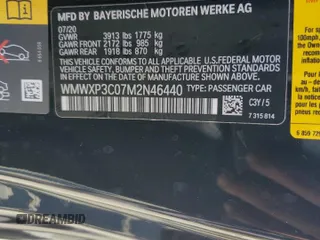 MFD BY BAYERISCHE MOTOREN WERKE AG
07/20
GVWR 3913 lbs 1775 kg
GAWR FRONT 2172 lbs 985 kg
GAWR REAR 1918 lbs 870 kg
THIS VEHICLE CONFORMS TO ALL APPLICABLE U.S. FEDERAL MOTOR
VEHICLE SAFETY, BUMPER, AND THEFT PREVENTION STANDARDS IN
EFFECT ON THE DATE OF MANUFACTURE SHOWN ABOVE.
WMWXP3C07M2N46440 TYPE: PASSENGER CAR
C3Y/5
7 315 814
DREAMBID